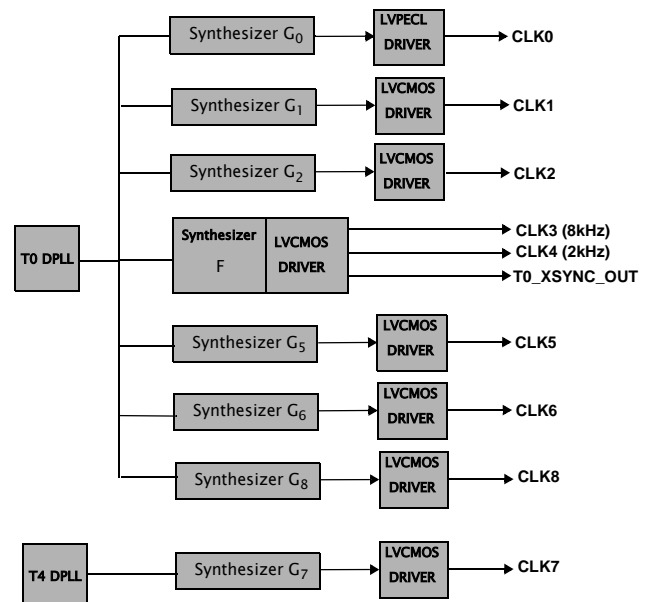 Synthesizer G0
LVPECL
DRIVER
CLK0
Synthesizer G1
LVCMOS
DRIVER
CLK1
Synthesizer G2
LVCMOS
DRIVER
CLK2
T0 DPLL
Synthesizer
F
LVCMOS
DRIVER
CLK3 (8kHz)
CLK4 (2kHz)
T0_XSYNC_OUT
Synthesizer G5
LVCMOS
DRIVER
CLK5
Synthesizer G6
LVCMOS
DRIVER
CLK6
Synthesizer G8
LVCMOS
DRIVER
CLK8
T4 DPLL
Synthesizer G7
LVCMOS
DRIVER
CLK7